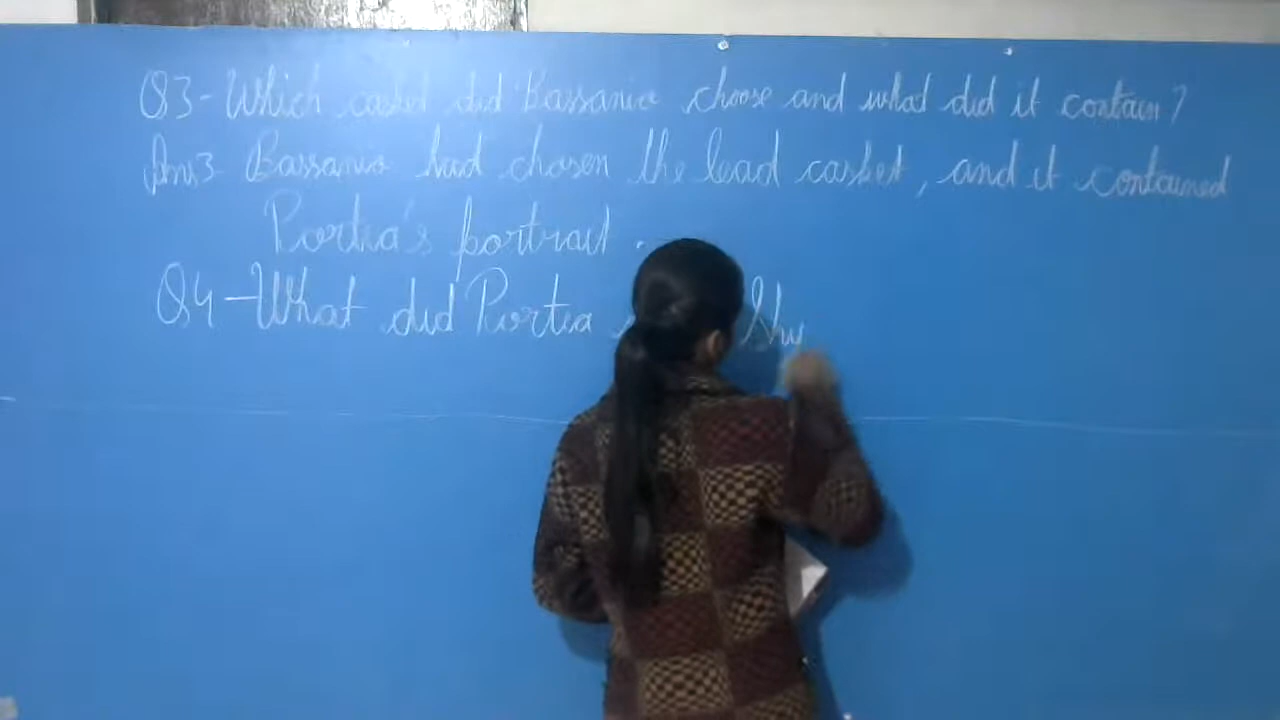 Q3 - Which casket did Bassanio choose and what did it contain?
Ans3 Bassanio had chosen the lead casket, and it contained
Portia's portrait.
Q4 - What did Portia Shy